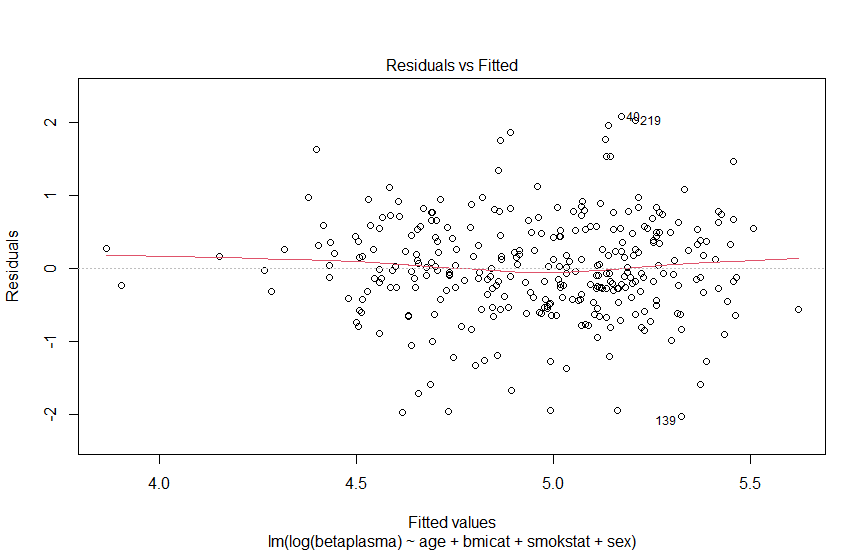 Residuals vs Fitted
Residuals
2
1
0
-1
-2
49
219
139
4.0 4.5 5.0 5.5
Fitted values
lm(log(betaplasma) ~ age + bmicat + smokstat + sex)